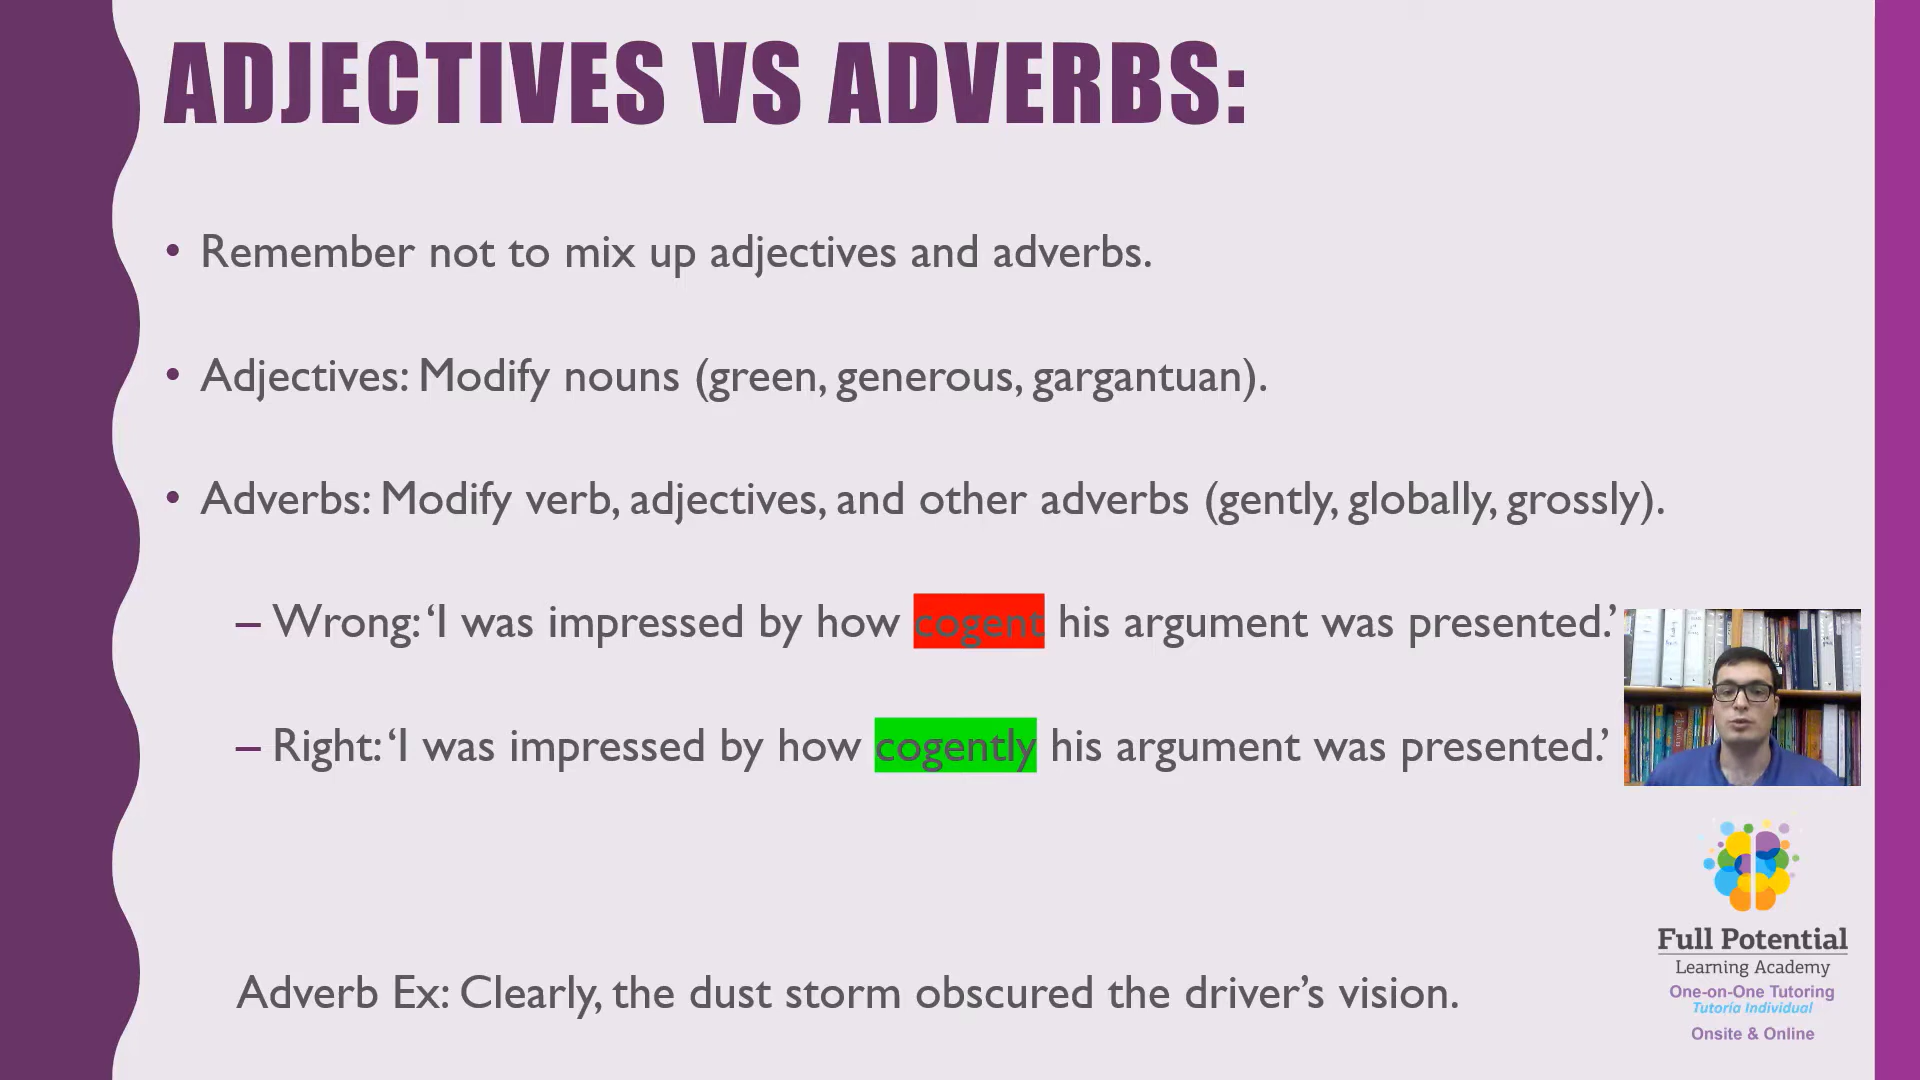 ADJECTIVES VS ADVERBS:
• Remember not to mix up adjectives and adverbs.
• Adjectives: Modify nouns (green, generous, gargantuan).
• Adverbs: Modify verb, adjectives, and other adverbs (gently, globally, grossly).
– Wrong: ‘I was impressed by how cogent his argument was presented.’
– Right: ‘I was impressed by how cogently his argument was presented.’
Adverb Ex: Clearly, the dust storm obscured the driver’s vision.
Full Potential
Learning Academy
One-on-One Tutoring
Tutoría Individual
Onsite & Online